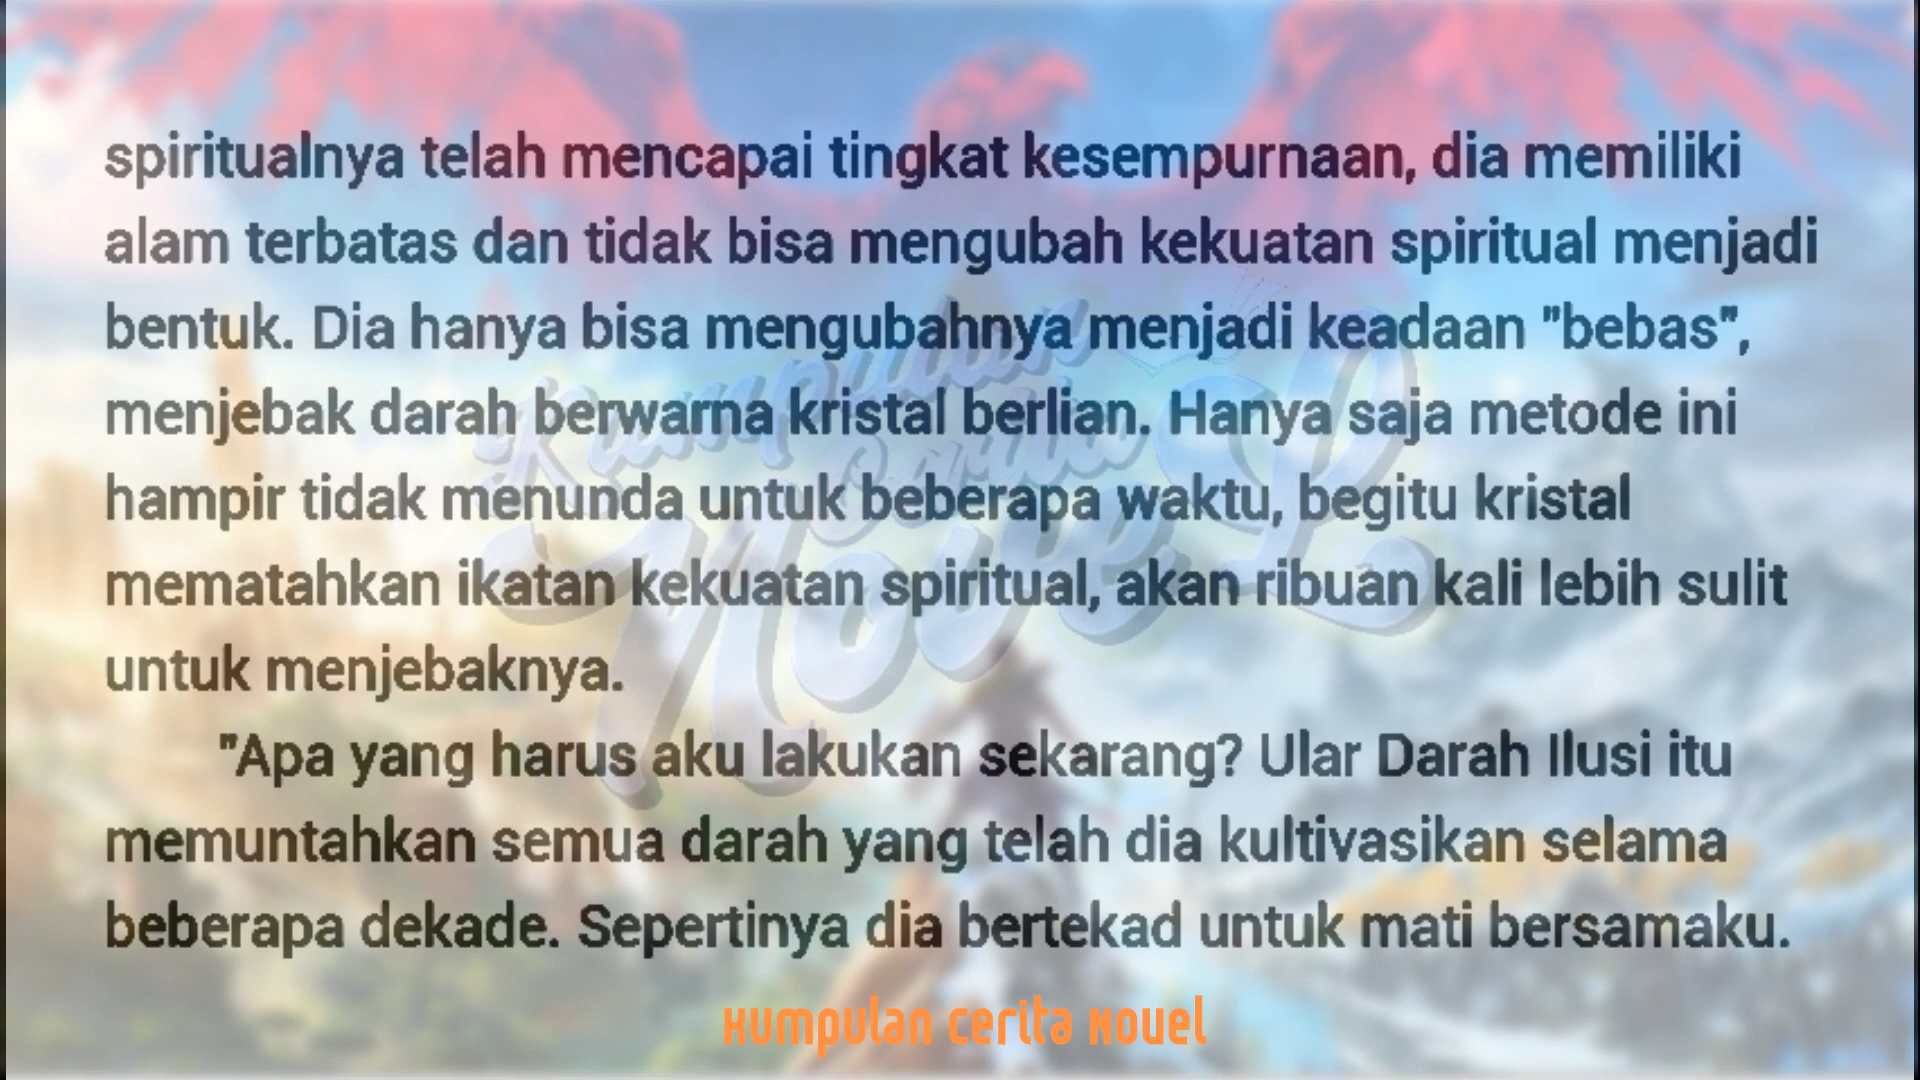 spiritualnya telah mencapai tingkat kesempurnaan, dia memiliki
alam terbatas dan tidak bisa mengubah kekuatan spiritual menjadi
bentuk. Dia hanya bisa mengubahnya menjadi keadaan "bebas",
menjebak darah berwarna kristal berlian. Hanya saja metode ini
hampir tidak menunda untuk beberapa waktu, begitu kristal
mematahkan ikatan kekuatan spiritual, akan ribuan kali lebih sulit
untuk menjebaknya.
"Apa yang harus aku lakukan sekarang? Ular Darah Ilusi itu
memuntahkan semua darah yang telah dia kultivasikan selama
beberapa dekade. Sepertinya dia bertekad untuk mati bersamaku.
Kumpulan
Cerita
NoveL
Kumpulan Cerita Novel